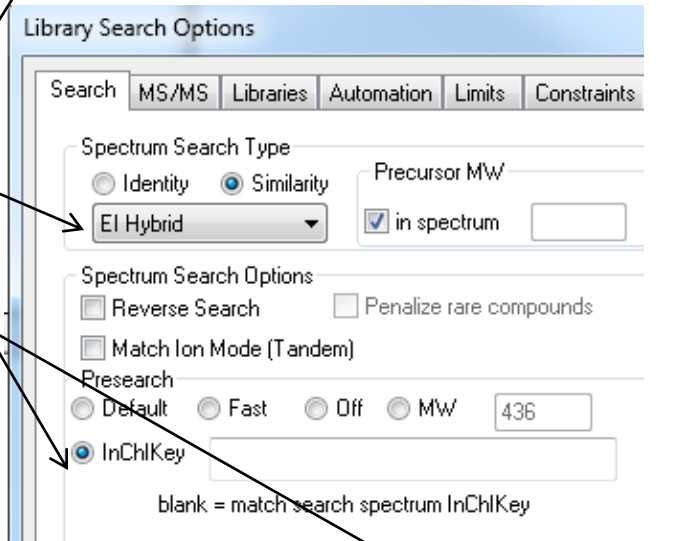 Library Search Options
Search MS/MS Libraries Automation Limits Constraints
Spectrum Search Type
Identity Similarity
EI Hybrid
Precursor MW
in spectrum
Spectrum Search Options
Reverse Search Penalize rare compounds
Match Ion Mode (Tandem)
Presearch
Default Fast Off MW 436
InChIKey
blank = match search spectrum InChIKey